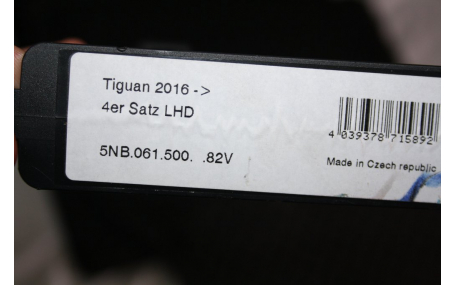 Tiguan 2016 ->
4er Satz LHD
5NB.061.500. .82V
4 039378 715892
Made in Czech republic